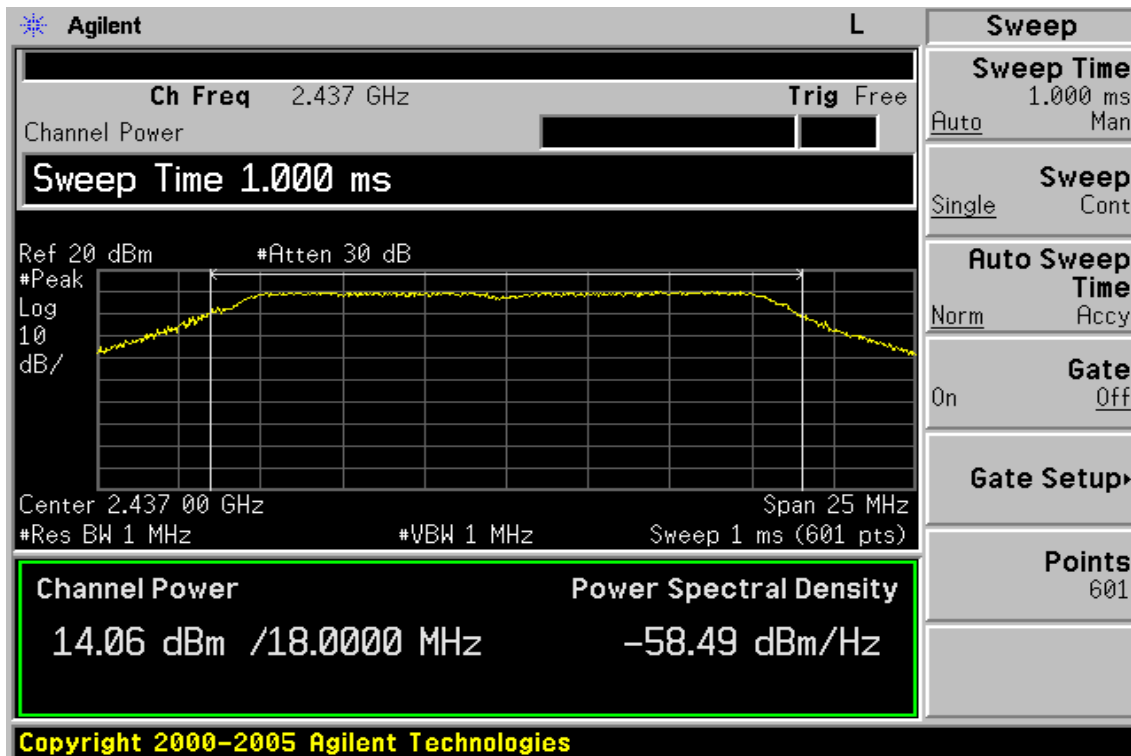 Agilent L
Ch Freq 2.437 GHz Trig Free
Channel Power
Sweep Time 1.000 ms
Ref 20 dBm #Atten 30 dB
#Peak
Log
10
dB/
Center 2.437 00 GHz Span 25 MHz
#Res BW 1 MHz #VBW 1 MHz Sweep 1 ms (601 pts)
Channel Power Power Spectral Density
14.06 dBm /18.0000 MHz -58.49 dBm/Hz
Copyright 2000-2005 Agilent Technologies
Sweep
Sweep Time
1.000 ms
Auto Man
Sweep
Single Cont
Auto Sweep
Time
Norm Accy
Gate
On Off
Gate Setup
Points
601